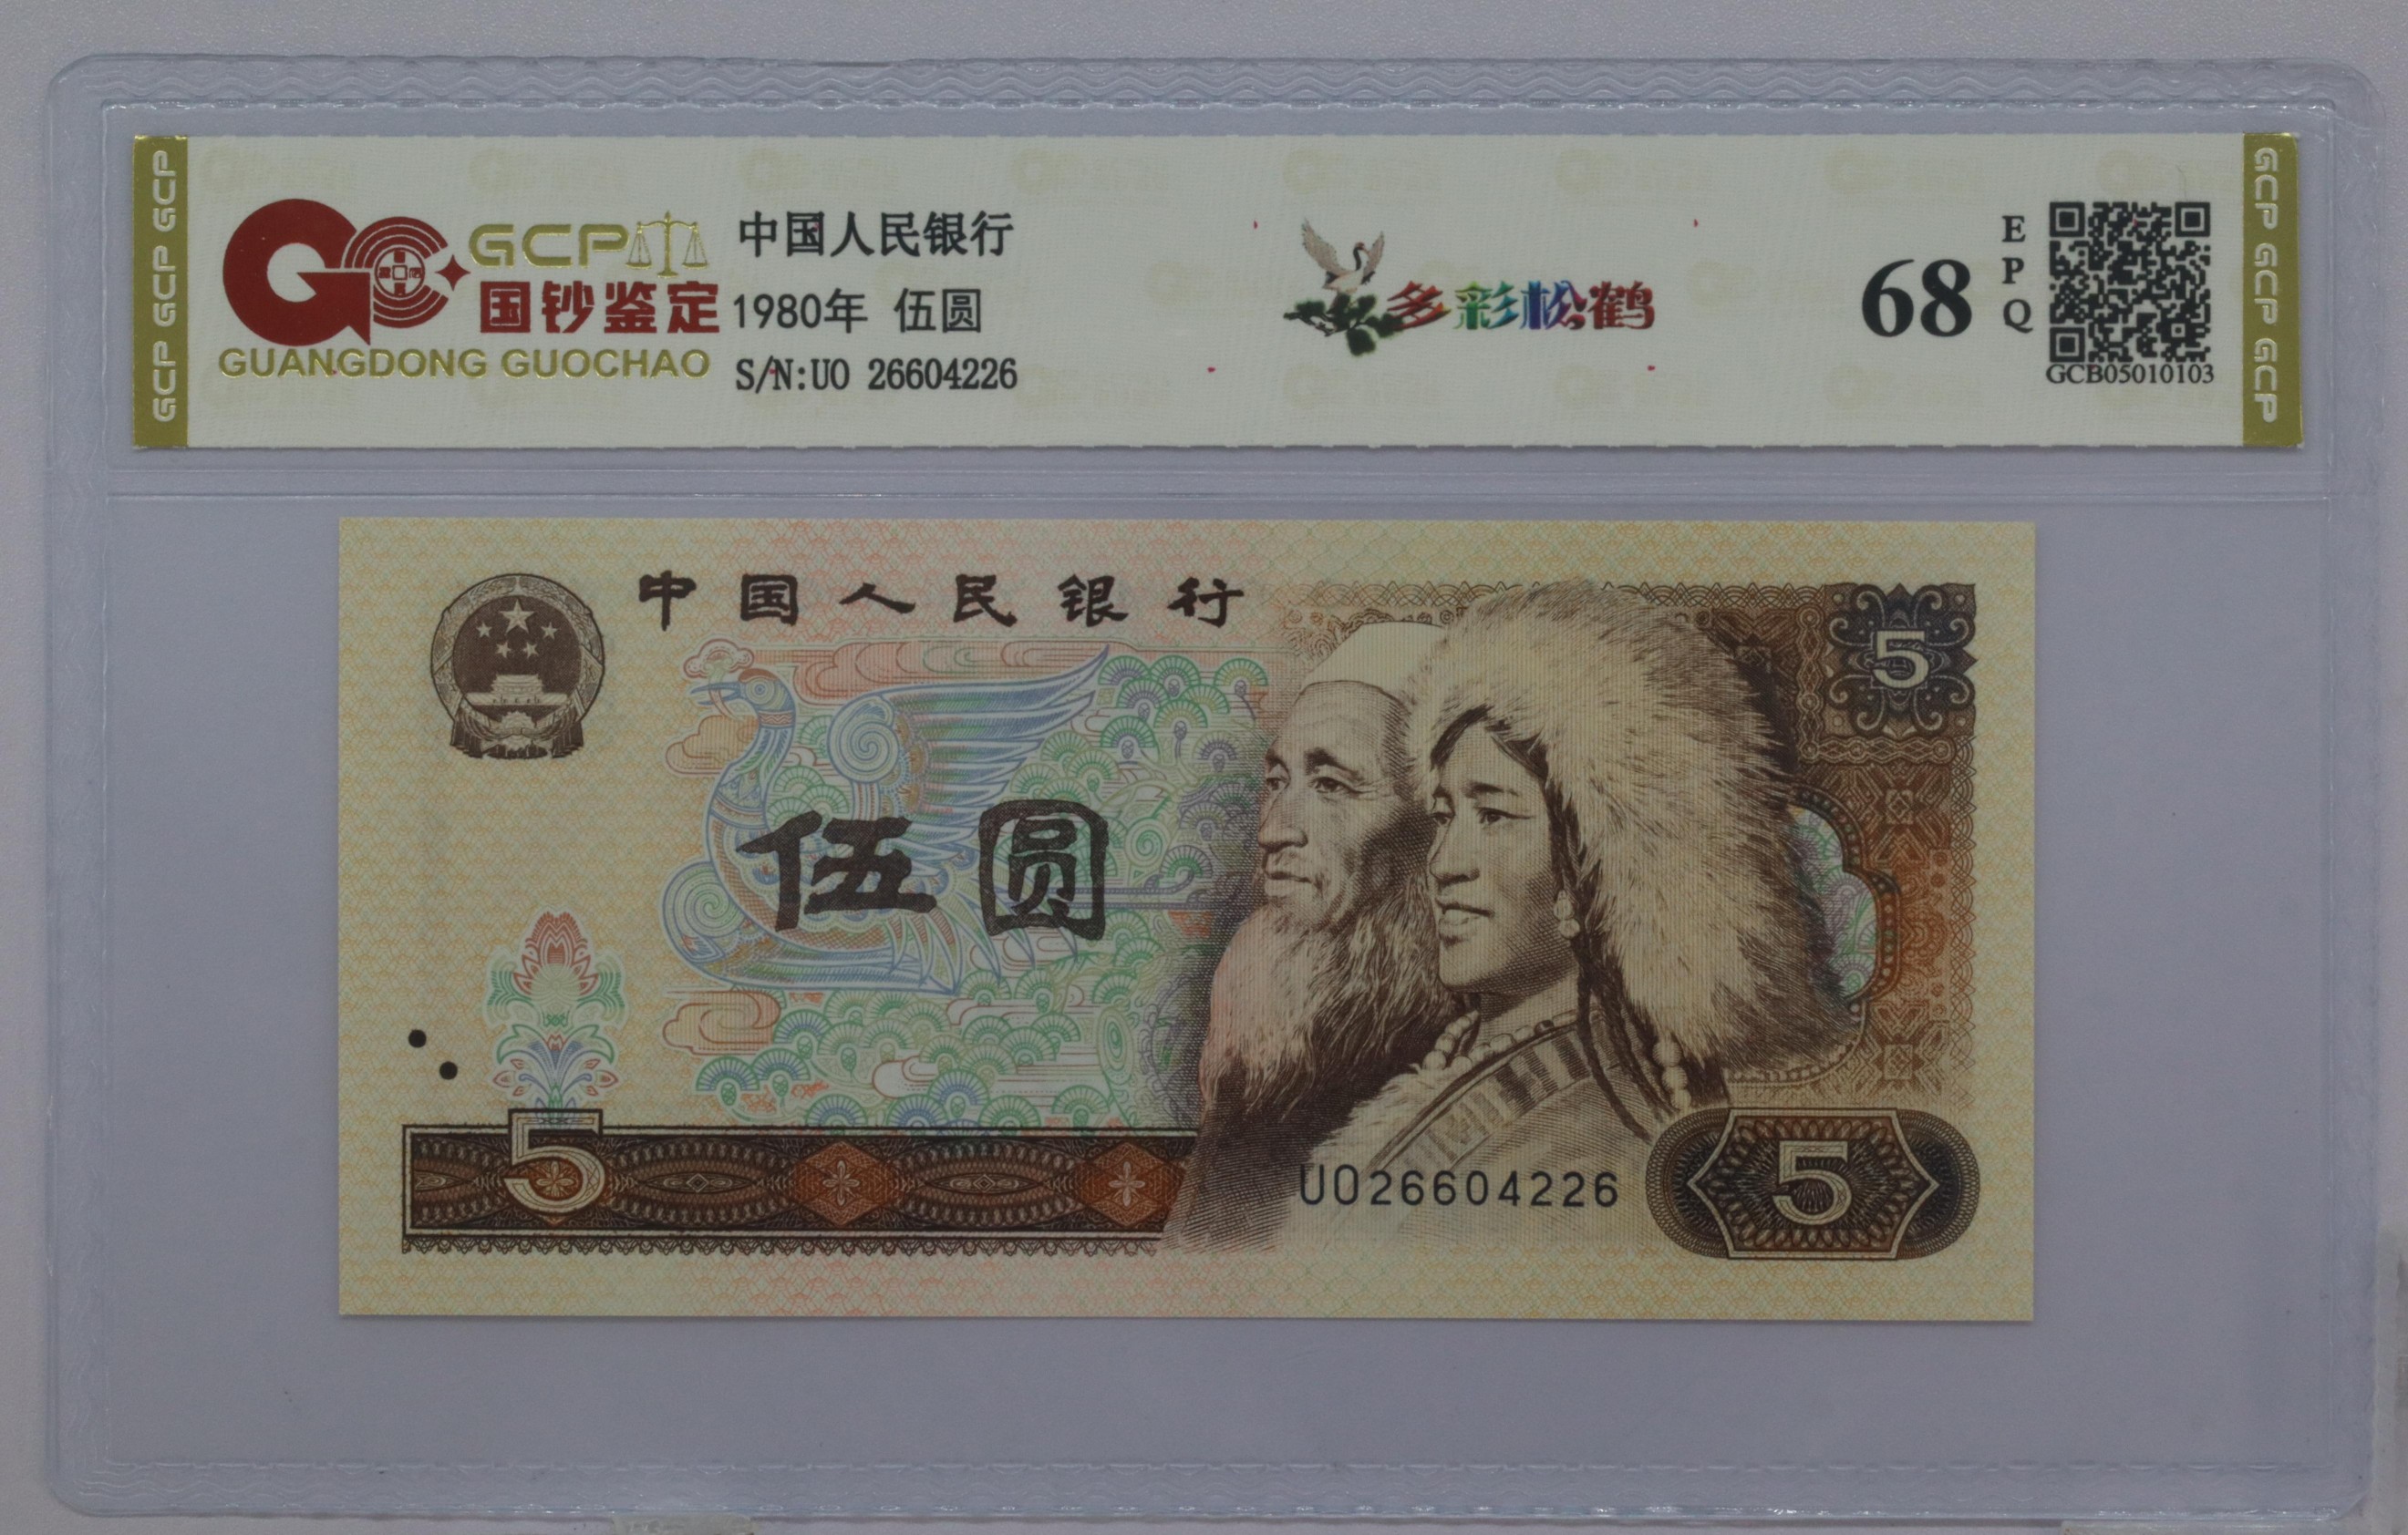 GCP GCP GCP
GCP
国钞鉴定
GUANGDONG GUOCHAO
中国人民银行
1980年 伍圆
S/N:UO 26604226
多彩松鹤
68
EPQ
GCB05010103
GCP GCP GCP
中国人民银行
5
伍圆
5
UO26604226
5